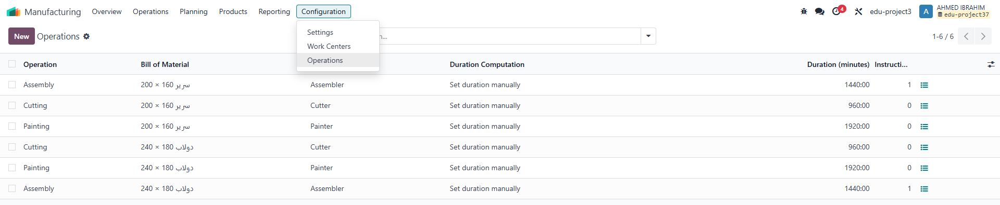 Manufacturing Overview Operations Planning Products Reporting Configuration 4 edu-project3 A AHMED IBRAHIM
edu-project37
New Operations ...  1-6 / 6
Settings
Work Centers
Operations
Operation Bill of Material Duration Computation Duration (minutes) Instructi...
Assembly سرير 160 × 200 Assembler Set duration manually 1440:00 1
Cutting سرير 160 × 200 Cutter Set duration manually 960:00 0
Painting سرير 160 × 200 Painter Set duration manually 1920:00 0
Cutting دولاب 180 × 240 Cutter Set duration manually 960:00 0
Painting دولاب 180 × 240 Painter Set duration manually 1920:00 0
Assembly دولاب 180 × 240 Assembler Set duration manually 1440:00 1